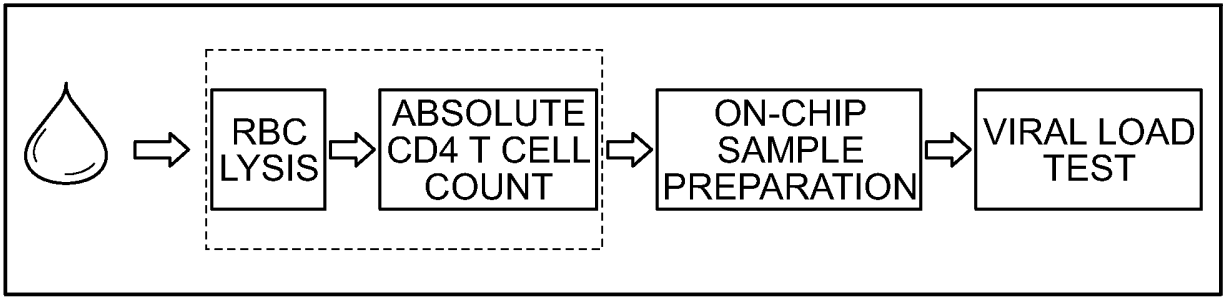 RBC
LYSIS
ABSOLUTE
CD4 T CELL
COUNT
ON-CHIP
SAMPLE
PREPARATION
VIRAL LOAD
TEST